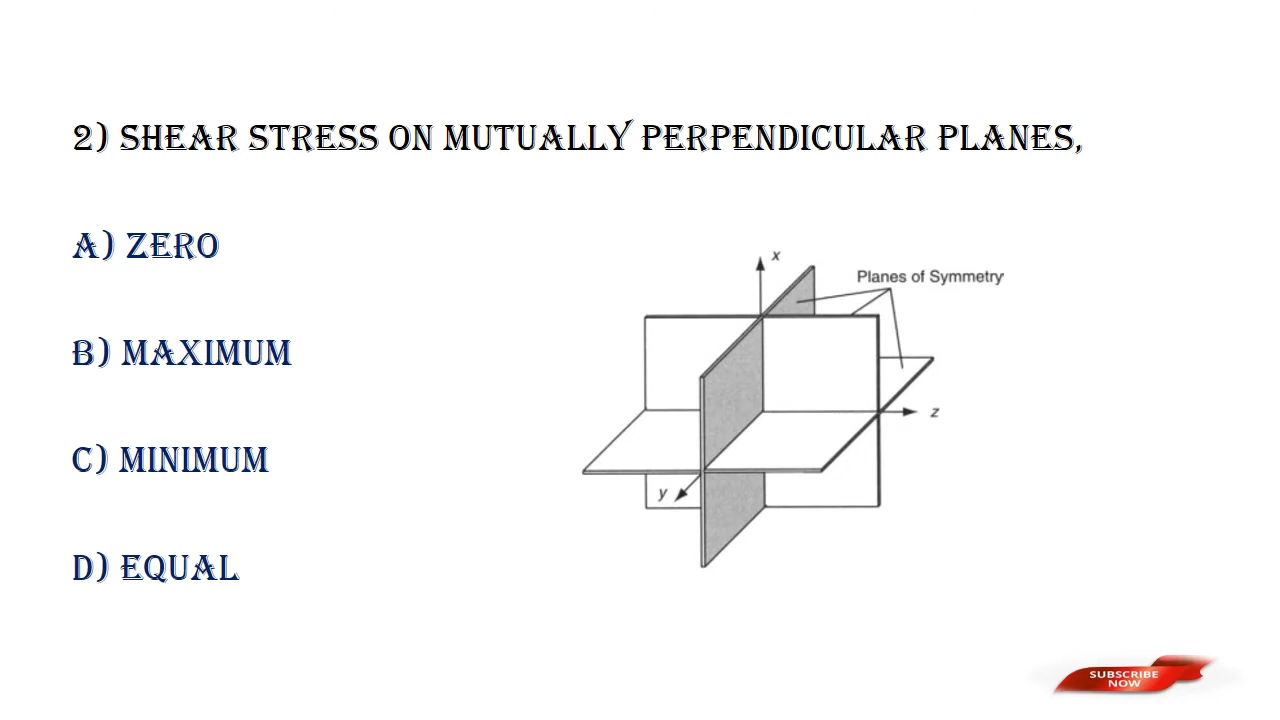 2) SHEAR STRESS ON MUTUALLY PERPENDICULAR PLANES,
A) ZERO
B) MAXIMUM
C) MINIMUM
D) EQUAL
x
Planes of Symmetry
z
y
SUBSCRIBE
NOW